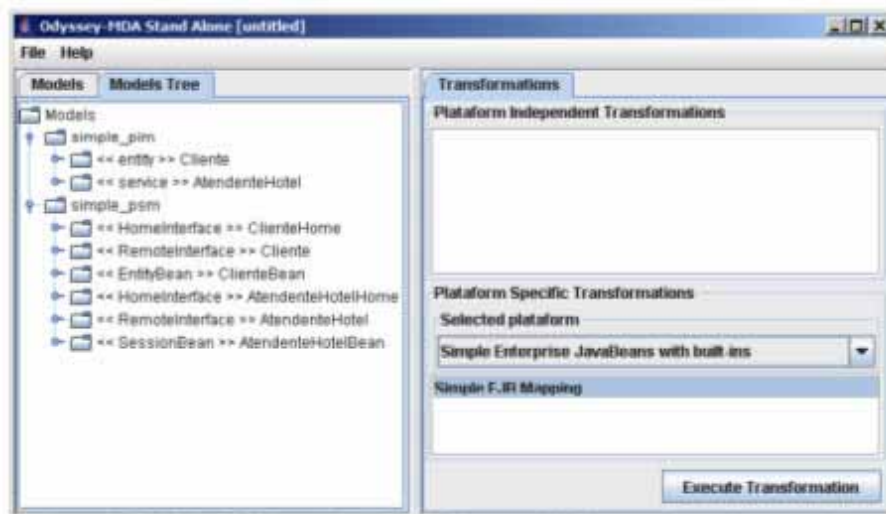 Odyssey-MDA Stand Alone [untitled]
File Help
Models Models Tree
Models
simple_pim
<< entity >> Cliente
<< service >> AtendenteHotel
simple_psm
<< HomeInterface >> ClienteHome
<< RemoteInterface >> Cliente
<< EntityBean >> ClienteBean
<< HomeInterface >> AtendenteHotelHome
<< RemoteInterface >> AtendenteHotel
<< SessionBean >> AtendenteHotelBean
Transformations
Plataform Independent Transformations
Plataform Specific Transformations
Selected plataform
Simple Enterprise JavaBeans with built-ins
Simple EJB Mapping
Execute Transformation